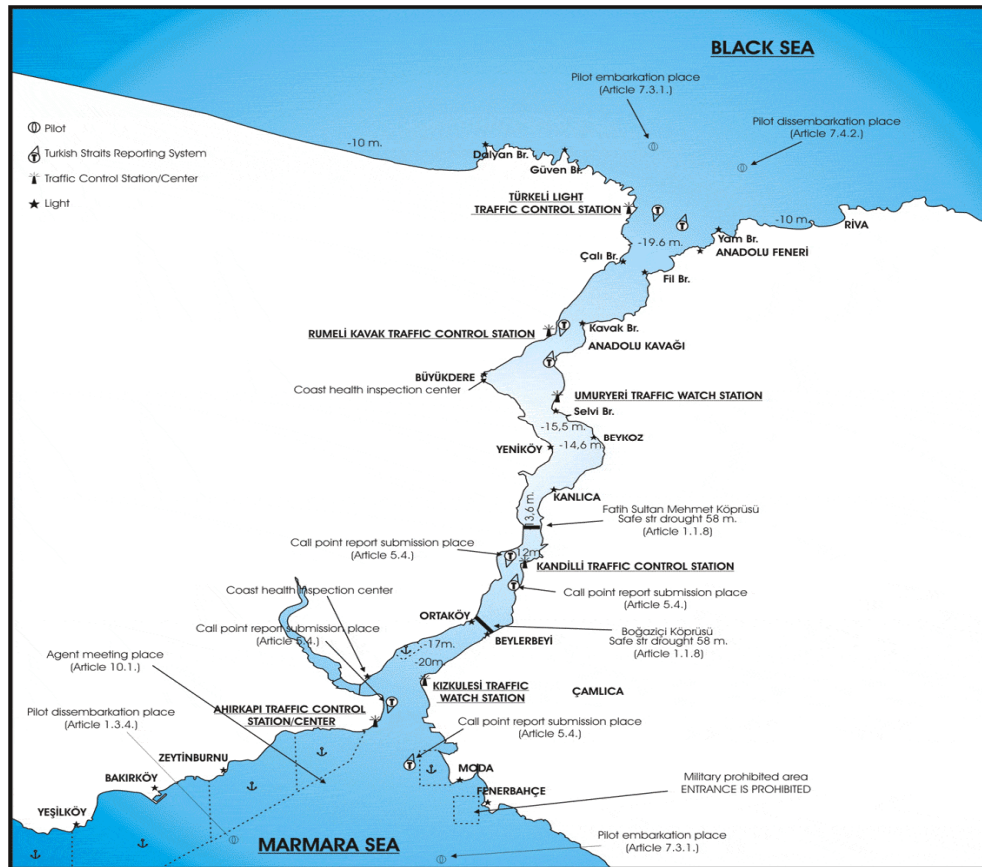 BLACK SEA
Pilot embarkation place
(Article 7.3.1.)
Pilot dissembarkation place
(Article 7.4.2.)
Pilot
Turkish Straits Reporting System
Traffic Control Station/Center
Light
-10 m.
Dalyan Br.
Güven Br.
TÜRKELİ LIGHT
TRAFFIC CONTROL STATION
-10 m.
RİVA
Yam Br.
-19.6 m.
ANADOLU FENERİ
Çalı Br.
Fil Br.
RUMELİ KAVAK TRAFFIC CONTROL STATION
Kavak Br.
ANADOLU KAVAĞI
BÜYÜKDERE
Coast health inspection center
UMURYERİ TRAFFIC WATCH STATION
Selvi Br.
-15,5 m.
BEYKOZ
-14,6 m.
YENİKÖY
KANLICA
13,6 m.
Fatih Sultan Mehmet Köprüsü
Safe str drought 58 m.
(Article 1.1.8)
Call point report submission place
(Article 5.4.)
12m
KANDİLLİ TRAFFIC CONTROL STATION
Coast health inspection center
Call point report submission place
(Article 5.4.)
ORTAKÖY
Call point report submission place
(Article 5.4.)
BEYLERBEYİ
Boğaziçi Köprüsü
Safe str drought 58 m.
(Article 1.1.8)
-17m.
Agent meeting place
(Article 10.1.)
-20m.
KIZKULESİ TRAFFIC
WATCH STATION
ÇAMLICA
AHIRKAPI TRAFFIC CONTROL
STATION/CENTER
Pilot dissembarkation place
(Article 1.3.4.)
Call point report submission place
(Article 5.4.)
ZEYTİNBURNU
BAKIRKÖY
MODA
Military prohibited area
ENTRANCE IS PROHIBITED
FENERBAHÇE
YEŞİLKÖY
MARMARA SEA
Pilot embarkation place
(Article 7.3.1.)